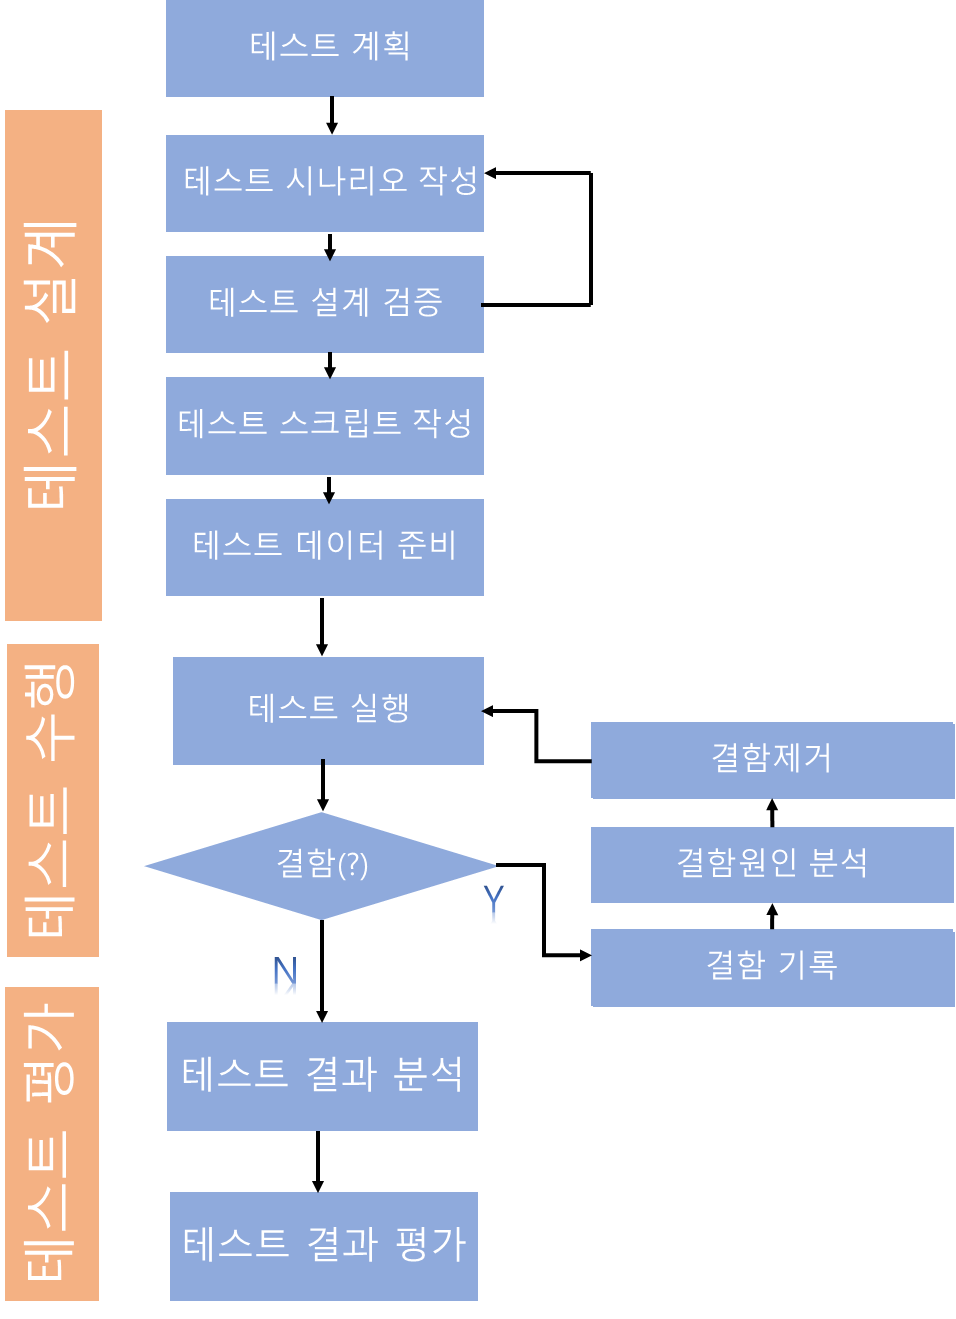 테스트 계획
테스트 설계
테스트 시나리오 작성
테스트 설계 검증
테스트 스크립트 작성
테스트 데이터 준비
테스트 수행
테스트 실행
결함제거
결함(?)
결함원인 분석
Y
결함 기록
N
테스트 평가
테스트 결과 분석
테스트 결과 평가